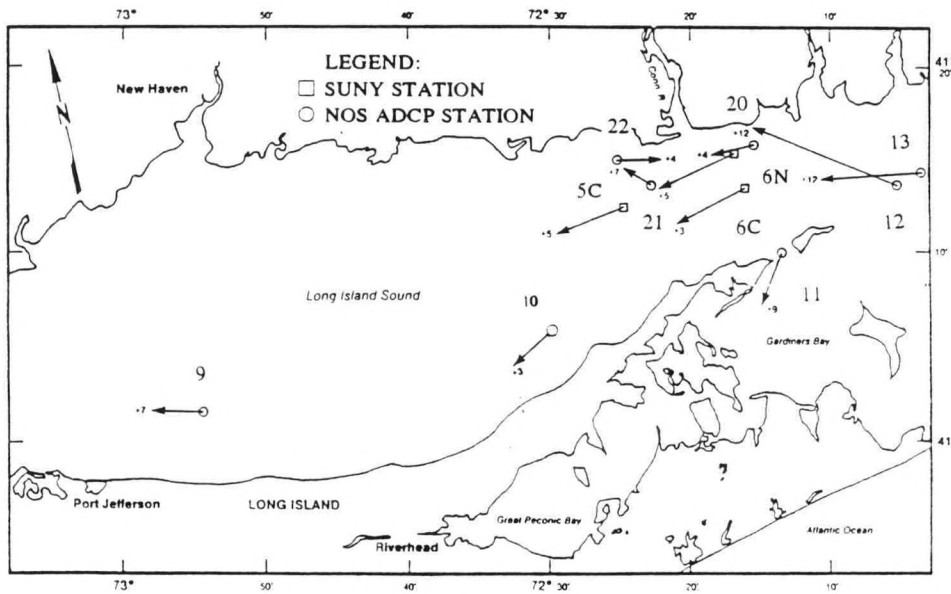 73° 50' 40' 72° 30' 20' 10'
41
20'
LEGEND:
□ SUNY STATION
○ NOS ADCP STATION
New Haven
N
Conn R.
20
22
13
+12
+4
+4
+7
+5
+12
6N
5C
21
12
+5
+3
6C
10'
Long Island Sound
10
11
+9
Gardiners Bay
9
+7
41
Port Jefferson
LONG ISLAND
Great Peconic Bay
Atlantic Ocean
Riverhead
73° 50' 40' 72° 30' 20' 10'